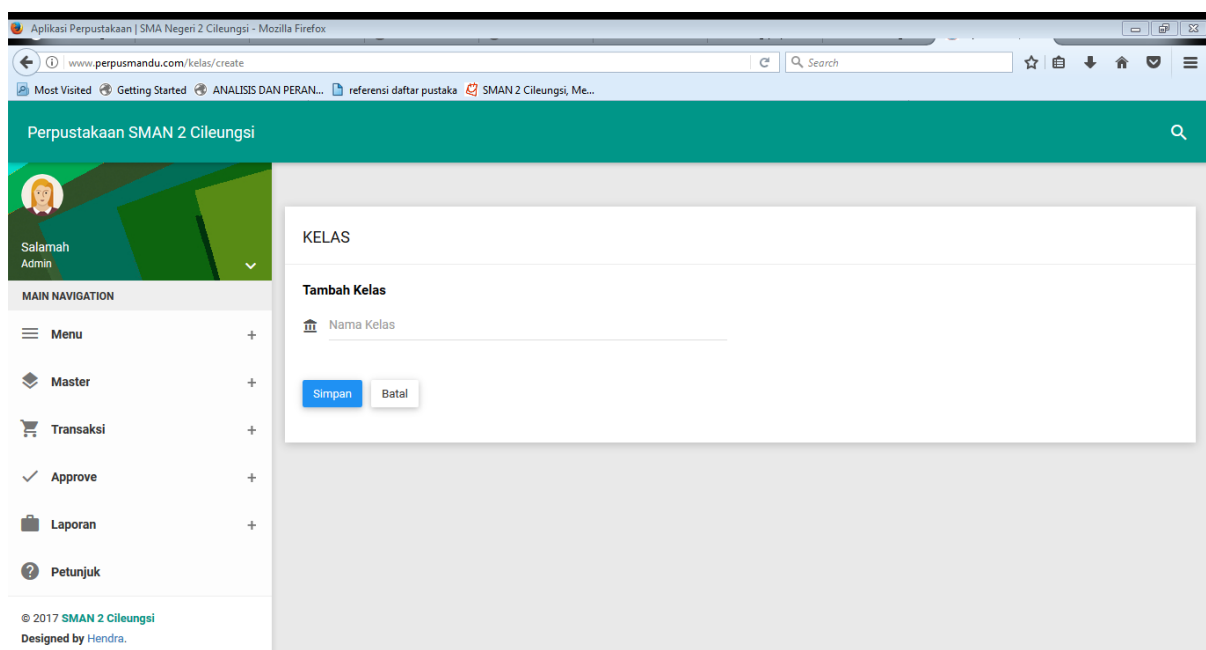 Aplikasi Perpustakaan | SMA Negeri 2 Cileungsi - Mozilla Firefox
www.perpusmandu.com/kelas/create
Search
Most Visited Getting Started ANALISIS DAN PERAN... referensi daftar pustaka SMAN 2 Cileungsi, Me...
Perpustakaan SMAN 2 Cileungsi
Salamah
Admin
MAIN NAVIGATION
Menu +
Master +
Transaksi +
Approve +
Laporan +
Petunjuk
© 2017 SMAN 2 Cileungsi
Designed by Hendra.
KELAS
Tambah Kelas
Nama Kelas
Simpan Batal